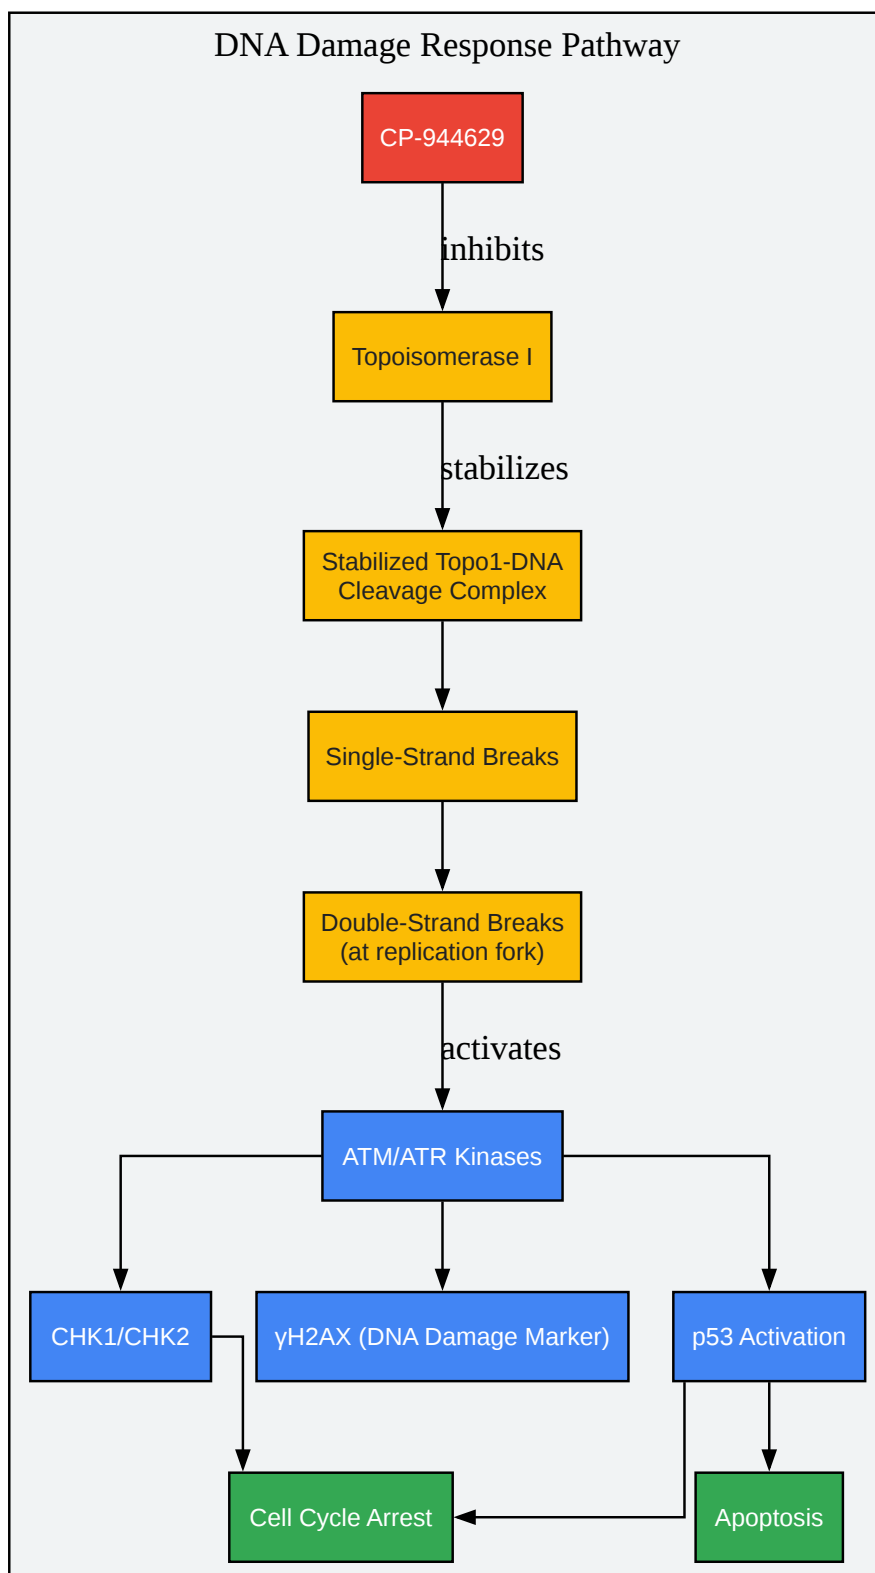 DNA Damage Response Pathway
CP-944629
inhibits
Topoisomerase I
stabilizes
Stabilized Topo1-DNA
Cleavage Complex
Single-Strand Breaks
Double-Strand Breaks
(at replication fork)
activates
ATM/ATR Kinases
CHK1/CHK2
γH2AX (DNA Damage Marker)
p53 Activation
Cell Cycle Arrest
Apoptosis